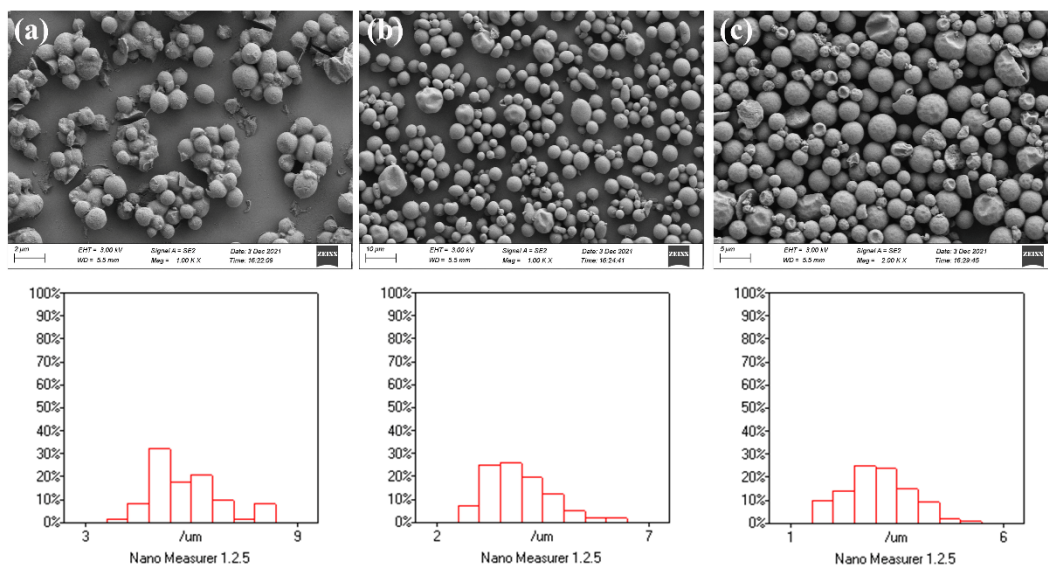 (a)
2 µm
EHT = 3.00 kV
Signal A = SE2
Date: 3 Dec 2021
WD = 5.5 mm
Mag = 1.00 K X
Time: 16:22:09
ZEISS
(b)
10 µm
EHT = 3.00 kV
Signal A = SE2
Date: 3 Dec 2021
WD = 5.5 mm
Mag = 1.00 K X
Time: 16:24:41
ZEISS
(c)
5 µm
EHT = 3.00 kV
Signal A = SE2
Date: 3 Dec 2021
WD = 5.5 mm
Mag = 2.00 K X
Time: 16:29:45
ZEISS
100%
90%
80%
70%
60%
50%
40%
30%
20%
10%
0%
3 /um 9
Nano Measurer 1.2.5
100%
90%
80%
70%
60%
50%
40%
30%
20%
10%
0%
2 /um 7
Nano Measurer 1.2.5
100%
90%
80%
70%
60%
50%
40%
30%
20%
10%
0%
1 /um 6
Nano Measurer 1.2.5